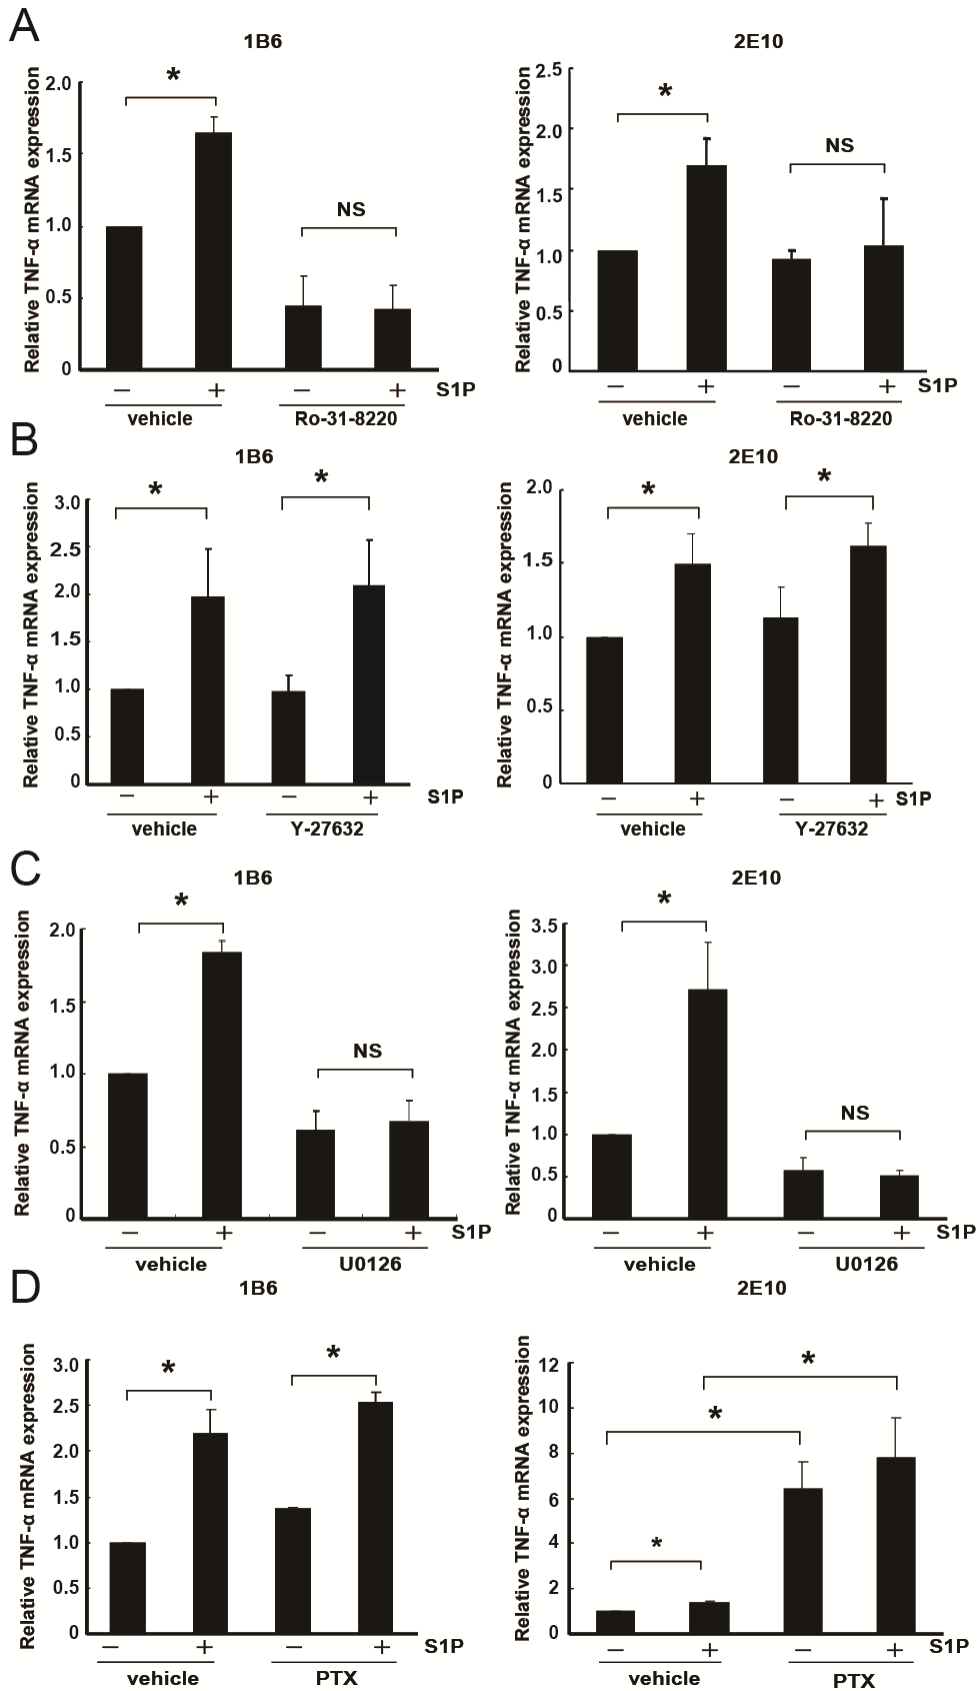 A
1B6
2E10
Relative TNF-α mRNA expression
2.0
1.5
1.0
0.5
0
*
NS
− + − + S1P
vehicle Ro-31-8220
Relative TNF-α mRNA expression
2.5
2.0
1.5
1.0
0.5
0
*
NS
− + − + S1P
vehicle Ro-31-8220
B
1B6
2E10
Relative TNF-α mRNA expression
3.0
2.5
2.0
1.5
1.0
0.5
0
* *
− + − + S1P
vehicle Y-27632
Relative TNF-α mRNA expression
2.0
1.5
1.0
0.5
0
* *
− + − + S1P
vehicle Y-27632
C
1B6
2E10
Relative TNF-α mRNA expression
2.0
1.5
1.0
0.5
0
*
NS
− + − + S1P
vehicle U0126
Relative TNF-α mRNA expression
3.5
3.0
2.5
2.0
1.5
1.0
0.5
0
*
NS
− + − + S1P
vehicle U0126
D
1B6
2E10
Relative TNF-α mRNA expression
3.0
2.5
2.0
1.5
1.0
0.5
0
* *
− + − + S1P
vehicle PTX
Relative TNF-α mRNA expression
12
10
8
6
4
2
0
*
*
*
− + − + S1P
vehicle PTX